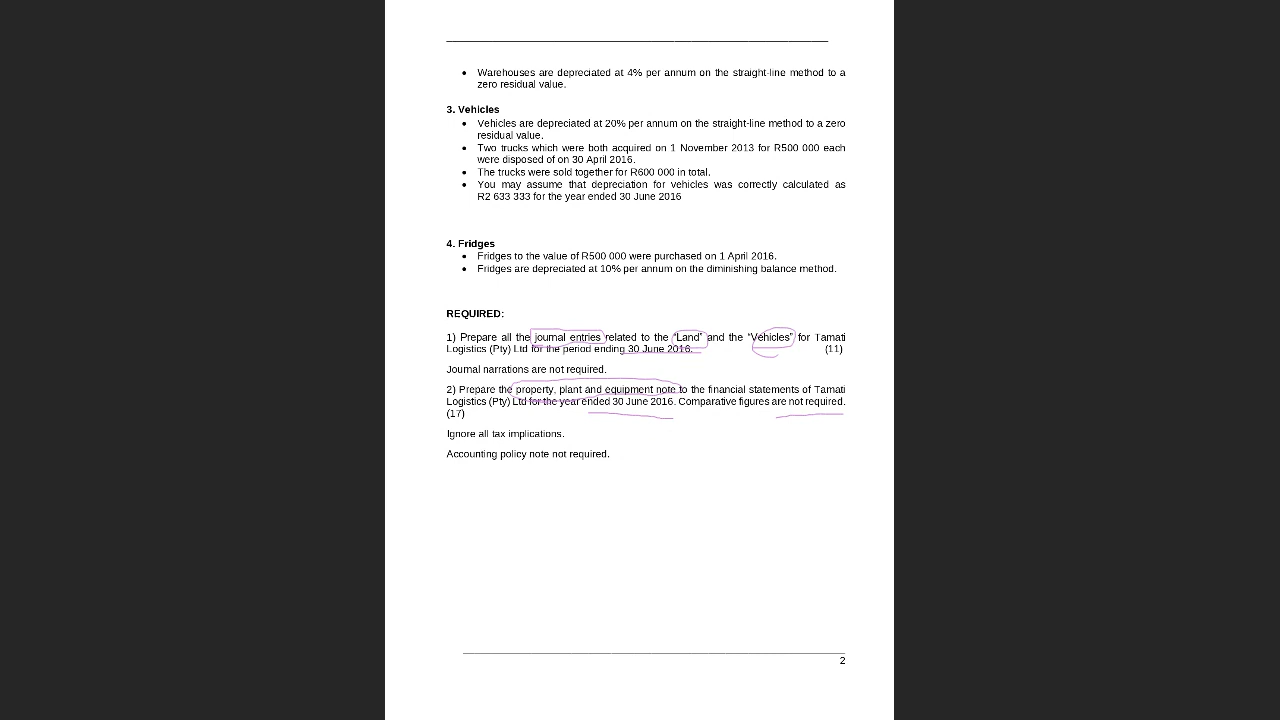 • Warehouses are depreciated at 4% per annum on the straight-line method to a
zero residual value.
3. Vehicles
• Vehicles are depreciated at 20% per annum on the straight-line method to a zero
residual value.
• Two trucks which were both acquired on 1 November 2013 for R500 000 each
were disposed of on 30 April 2016.
• The trucks were sold together for R600 000 in total.
• You may assume that depreciation for vehicles was correctly calculated as
R2 633 333 for the year ended 30 June 2016
4. Fridges
• Fridges to the value of R500 000 were purchased on 1 April 2016.
• Fridges are depreciated at 10% per annum on the diminishing balance method.
REQUIRED:
1) Prepare all the journal entries related to the “Land” and the “Vehicles” for Tamati
Logistics (Pty) Ltd for the period ending 30 June 2016. (11)
Journal narrations are not required.
2) Prepare the property, plant and equipment note to the financial statements of Tamati
Logistics (Pty) Ltd for the year ended 30 June 2016. Comparative figures are not required.
(17)
Ignore all tax implications.
Accounting policy note not required.
2